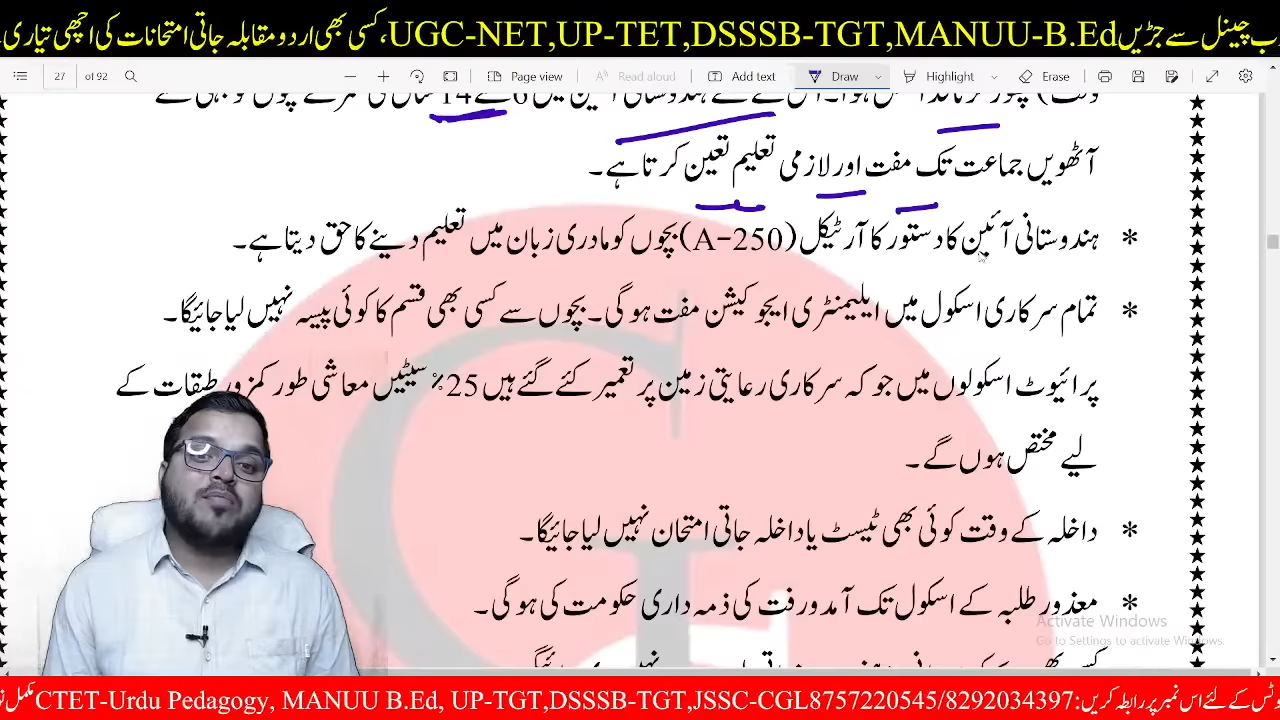 ب چینل سے جڑیں UGC-NET,UP-TET,DSSSB-TGT,MANUU-B.Ed، کسی بھی اردو مقابلہ جاتی امتحانات کی اچھی تیاری
27 of 92 Page view Read aloud Add text Draw Highlight Erase
آٹھویں جماعت تک مفت اور لازمی تعلیم تعین کرتا ہے۔
* ہندوستانی آئین کا دستور کا آرٹیکل (A-250) بچوں کو مادری زبان میں تعلیم دینے کا حق دیتا ہے۔
* تمام سرکاری اسکول میں ایلیمنٹری ایجوکیشن مفت ہوگی۔ بچوں سے کسی بھی قسم کا کوئی پیسہ نہیں لیا جائیگا۔
پرائیوٹ اسکولوں میں جو کہ سرکاری رعایتی زمین پر تعمیر کئے گئے ہیں 25٪ سیٹیں معاشی طور کمزور طبقات کے
لیے مختص ہوں گے۔
* داخلہ کے وقت کوئی بھی ٹیسٹ یا داخلہ جاتی امتحان نہیں لیا جائیگا۔
* معذور طلبہ کے اسکول تک آمدورفت کی ذمہ داری حکومت کی ہوگی۔
Activate Windows
Go to Settings to activate Windows.
وٹس کے لئے اس نمبر پر رابطہ کریں: CTET-Urdu Pedagogy, MANUU B.Ed, UP-TGT,DSSSB-TGT,JSSC-CGL8757220545/8292034397 مکمل